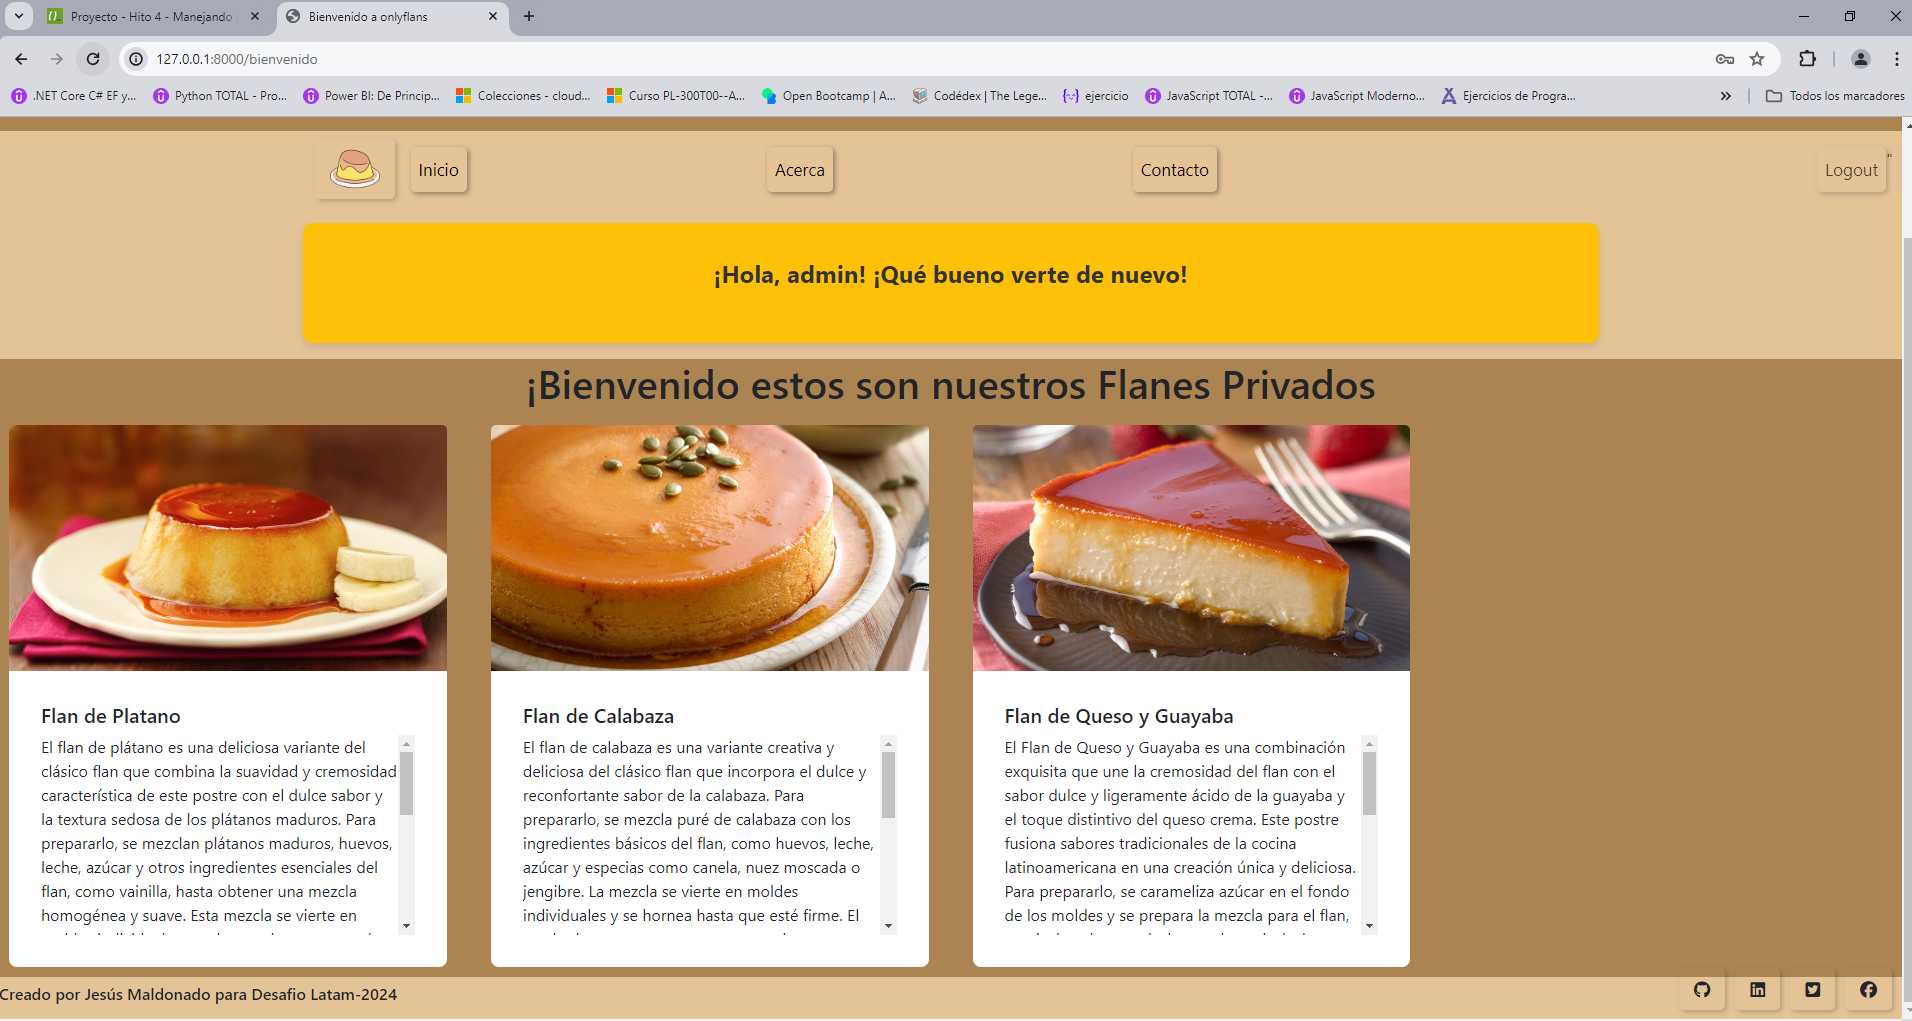 Proyecto - Hito 4 - Manejando
Bienvenido a onlyflans
127.0.0.1:8000/bienvenido
.NET Core C# EF y...
Python TOTAL - Pro...
Power BI: De Princip...
Colecciones - cloud...
Curso PL-300T00--A...
Open Bootcamp | A...
Codédex | The Lege...
ejercicio
JavaScript TOTAL -...
JavaScript Moderno...
Ejercicios de Progra...
Todos los marcadores
Inicio
Acerca
Contacto
Logout
"
¡Hola, admin! ¡Qué bueno verte de nuevo!
¡Bienvenido estos son nuestros Flanes Privados
Flan de Platano
El flan de plátano es una deliciosa variante del
clásico flan que combina la suavidad y cremosidad
característica de este postre con el dulce sabor y
la textura sedosa de los plátanos maduros. Para
prepararlo, se mezclan plátanos maduros, huevos,
leche, azúcar y otros ingredientes esenciales del
flan, como vainilla, hasta obtener una mezcla
homogénea y suave. Esta mezcla se vierte en
Flan de Calabaza
El flan de calabaza es una variante creativa y
deliciosa del clásico flan que incorpora el dulce y
reconfortante sabor de la calabaza. Para
prepararlo, se mezcla puré de calabaza con los
ingredientes básicos del flan, como huevos, leche,
azúcar y especias como canela, nuez moscada o
jengibre. La mezcla se vierte en moldes
individuales y se hornea hasta que esté firme. El
Flan de Queso y Guayaba
El Flan de Queso y Guayaba es una combinación
exquisita que une la cremosidad del flan con el
sabor dulce y ligeramente ácido de la guayaba y
el toque distintivo del queso crema. Este postre
fusiona sabores tradicionales de la cocina
latinoamericana en una creación única y deliciosa.
Para prepararlo, se carameliza azúcar en el fondo
de los moldes y se prepara la mezcla para el flan,
Creado por Jesús Maldonado para Desafio Latam-2024